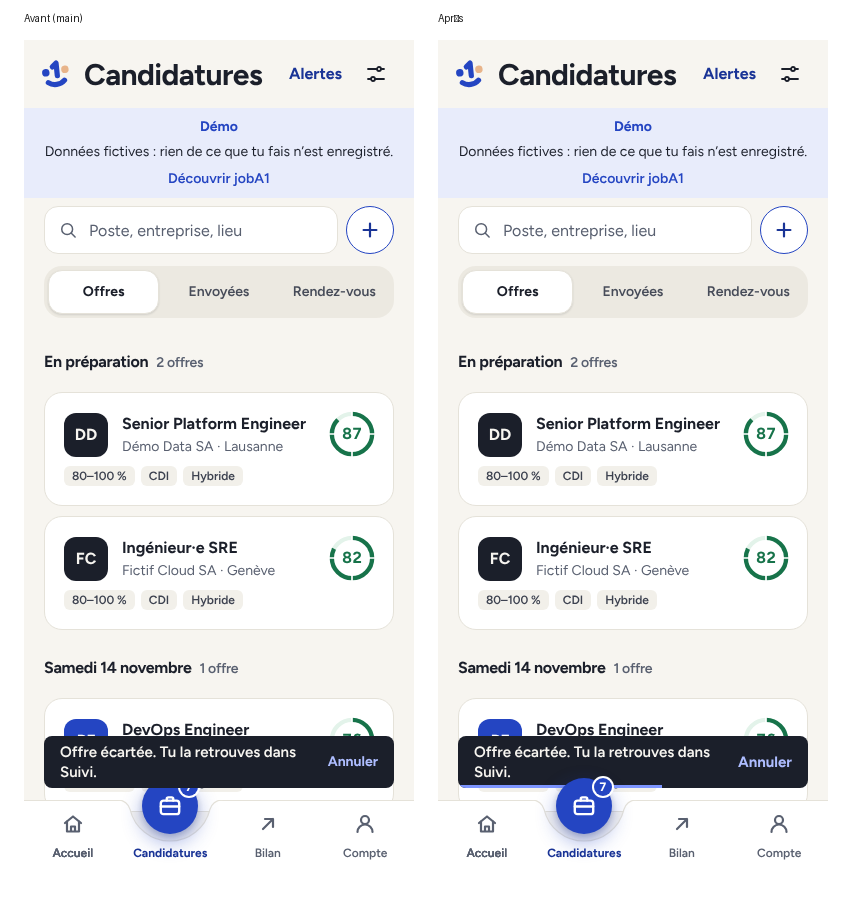 Avant (main)
Candidatures
Alertes
Démo
Données fictives : rien de ce que tu fais n’est enregistré.
Découvrir jobA1
Poste, entreprise, lieu
Offres
Envoyées
Rendez-vous
En préparation 2 offres
DD
Senior Platform Engineer
Démo Data SA · Lausanne
87
80–100 %
CDI
Hybride
FC
Ingénieur·e SRE
Fictif Cloud SA · Genève
82
80–100 %
CDI
Hybride
Samedi 14 novembre 1 offre
DevOps Engineer
Offre écartée. Tu la retrouves dans
Suivi.
Annuler
Accueil
Candidatures
Bilan
Compte
Candidatures
Alertes
Démo
Données fictives : rien de ce que tu fais n’est enregistré.
Découvrir jobA1
Poste, entreprise, lieu
Offres
Envoyées
Rendez-vous
En préparation 2 offres
DD
Senior Platform Engineer
Démo Data SA · Lausanne
87
80–100 %
CDI
Hybride
FC
Ingénieur·e SRE
Fictif Cloud SA · Genève
82
80–100 %
CDI
Hybride
Samedi 14 novembre 1 offre
DevOps Engineer
Offre écartée. Tu la retrouves dans
Suivi.
Annuler
7
Accueil
Candidatures
Bilan
Compte